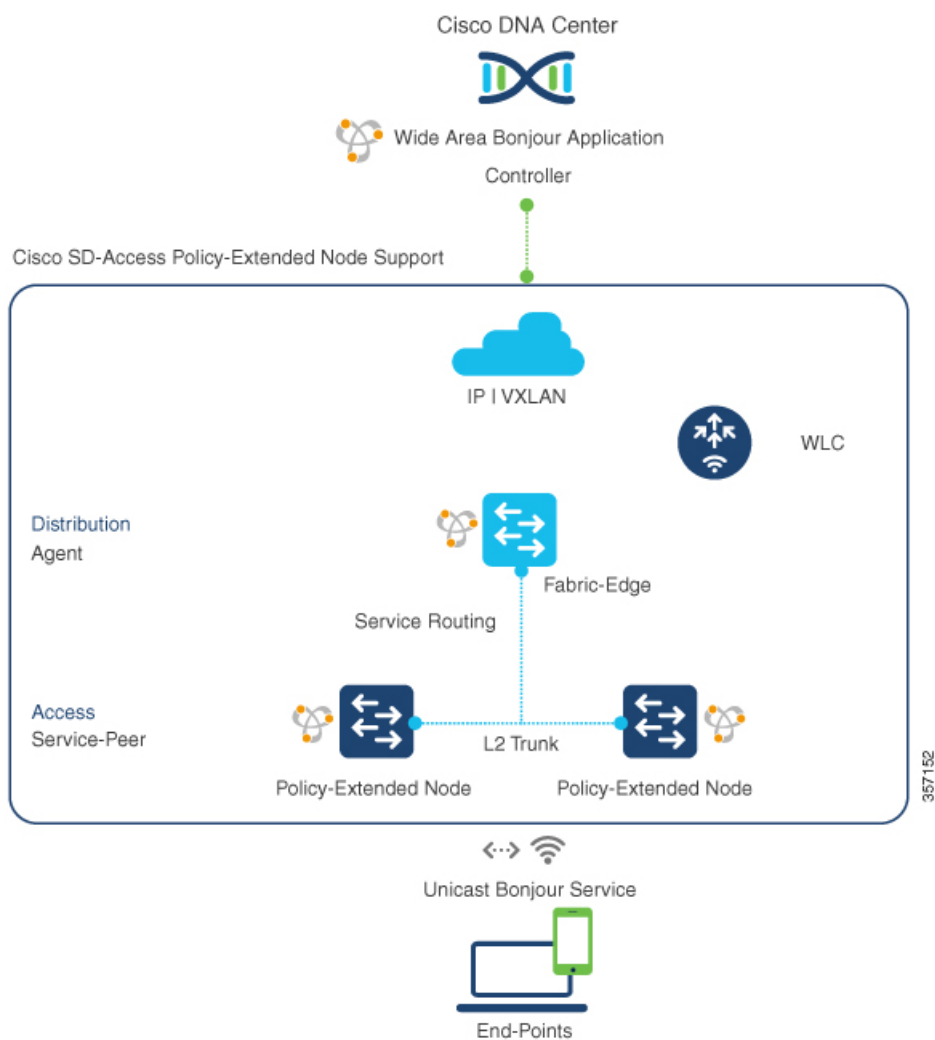 Cisco DNA Center
Wide Area Bonjour Application
Controller
Cisco SD-Access Policy-Extended Node Support
IP | VXLAN
WLC
Distribution
Agent
Fabric-Edge
Service Routing
Access
Service-Peer
L2 Trunk
Policy-Extended Node
Policy-Extended Node
357152
Unicast Bonjour Service
End-Points